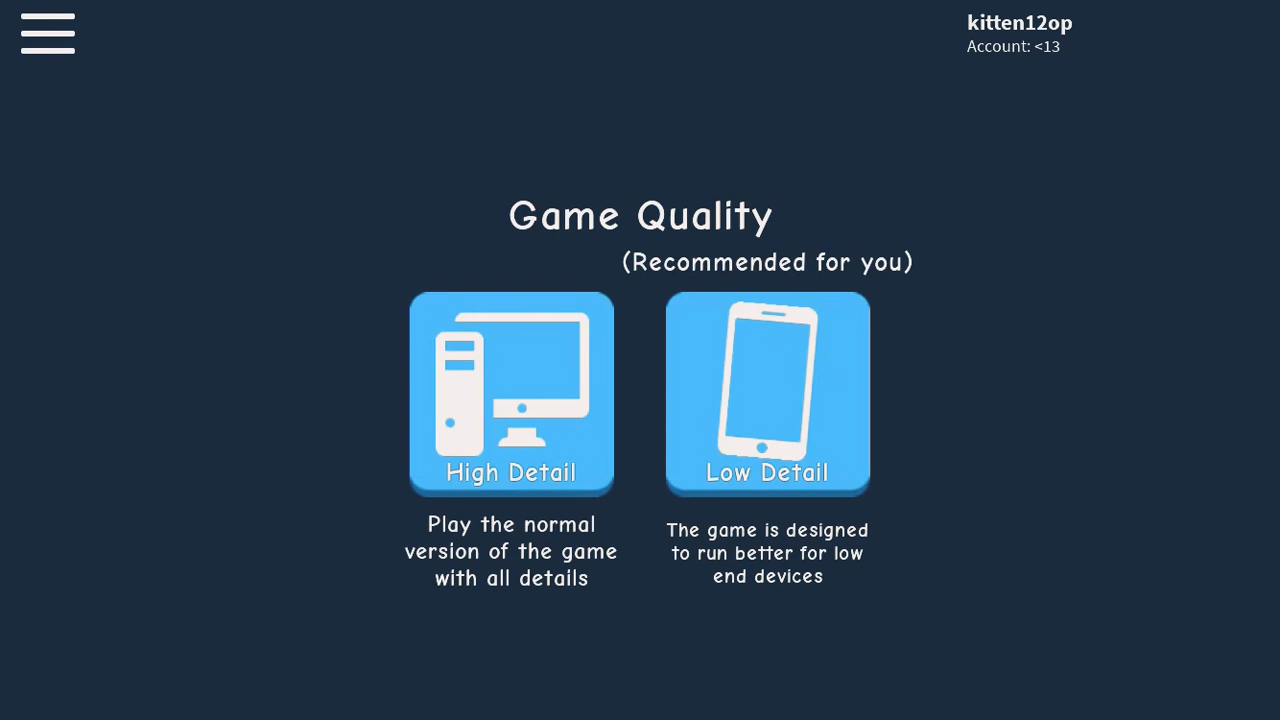 kitten12op
Account: <13
Game Quality
(Recommended for you)
High Detail
Low Detail
Play the normal
version of the game
with all details
The game is designed
to run better for low
end devices